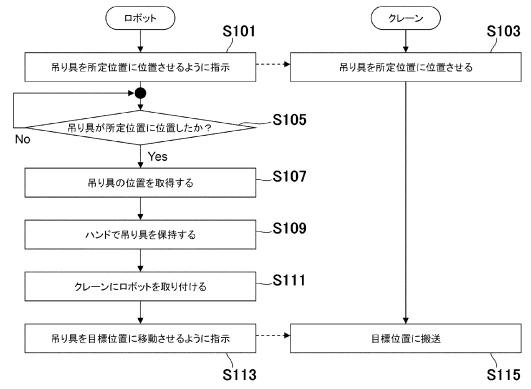 ロボット
クレーン
S101
S103
吊り具を所定位置に位置させるように指示
吊り具を所定位置に位置させる
吊り具が所定位置に位置したか？
S105
No
Yes
吊り具の位置を取得する
S107
ハンドで吊り具を保持する
S109
クレーンにロボットを取り付ける
S111
吊り具を目標位置に移動させるように指示
目標位置に搬送
S113
S115